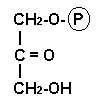 CH₂-O-P
C = O
CH₂-OH